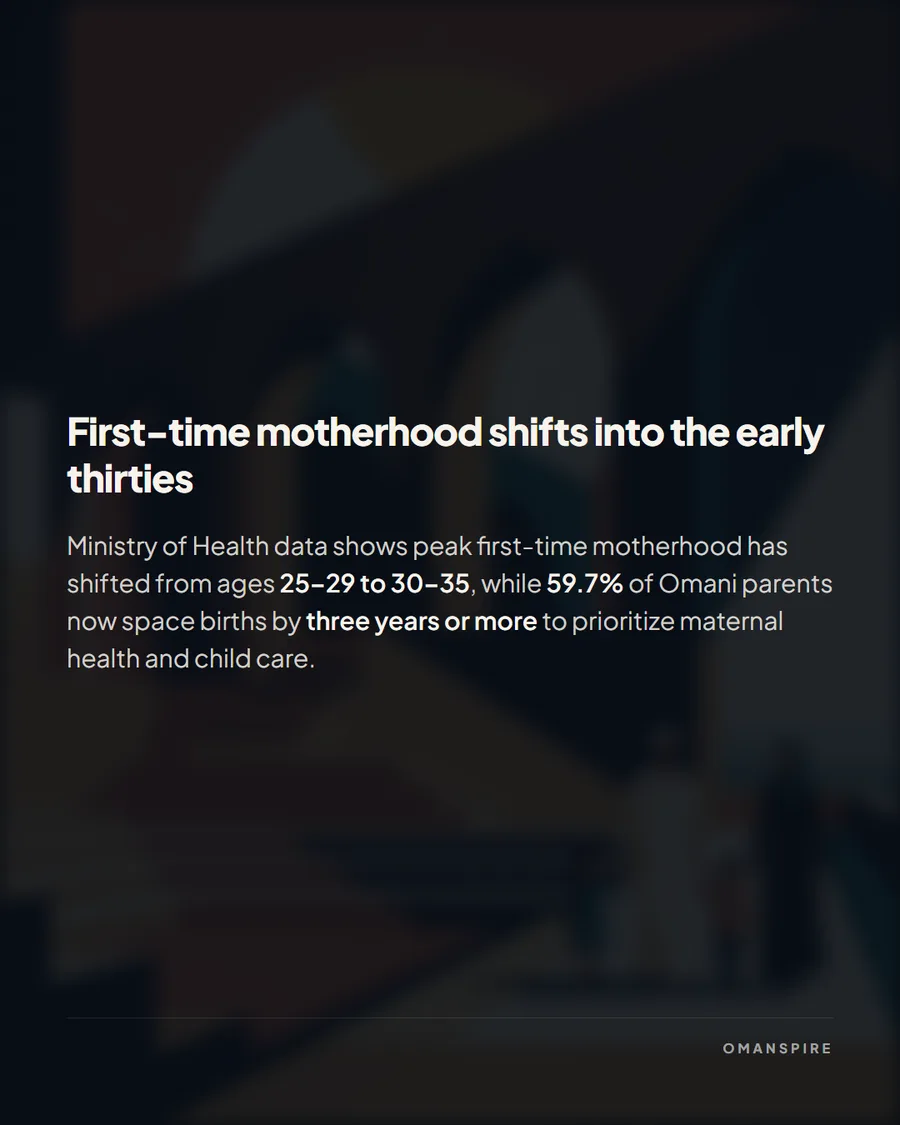 First-time motherhood shifts into the early
thirties
Ministry of Health data shows peak first-time motherhood has
shifted from ages 25–29 to 30–35, while 59.7% of Omani parents
now space births by three years or more to prioritize maternal
health and child care.
OMANSPIRE